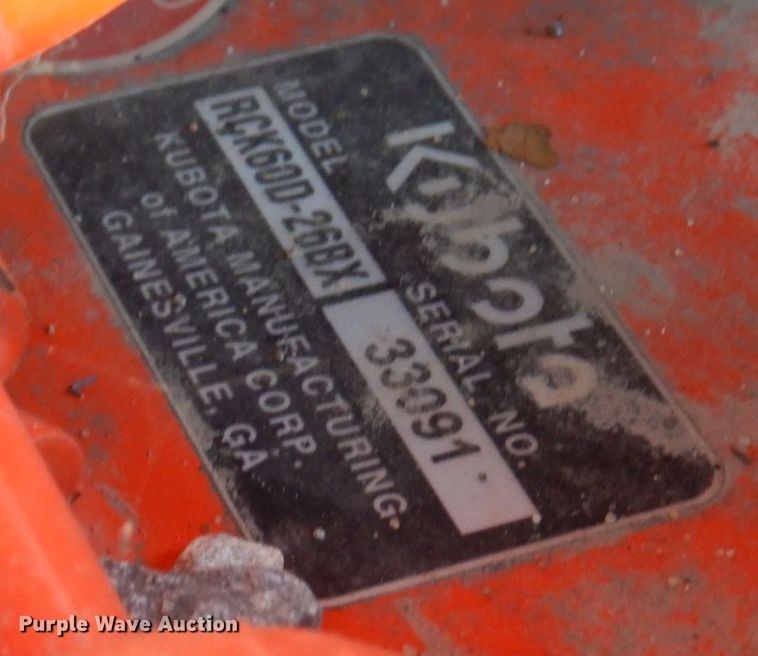 Kubota
MODEL SERIAL NO.
RCK60D-26BX 33091
KUBOTA MANUFACTURING.
of AMERICA CORP.
GAINESVILLE, GA
Purple Wave Auction